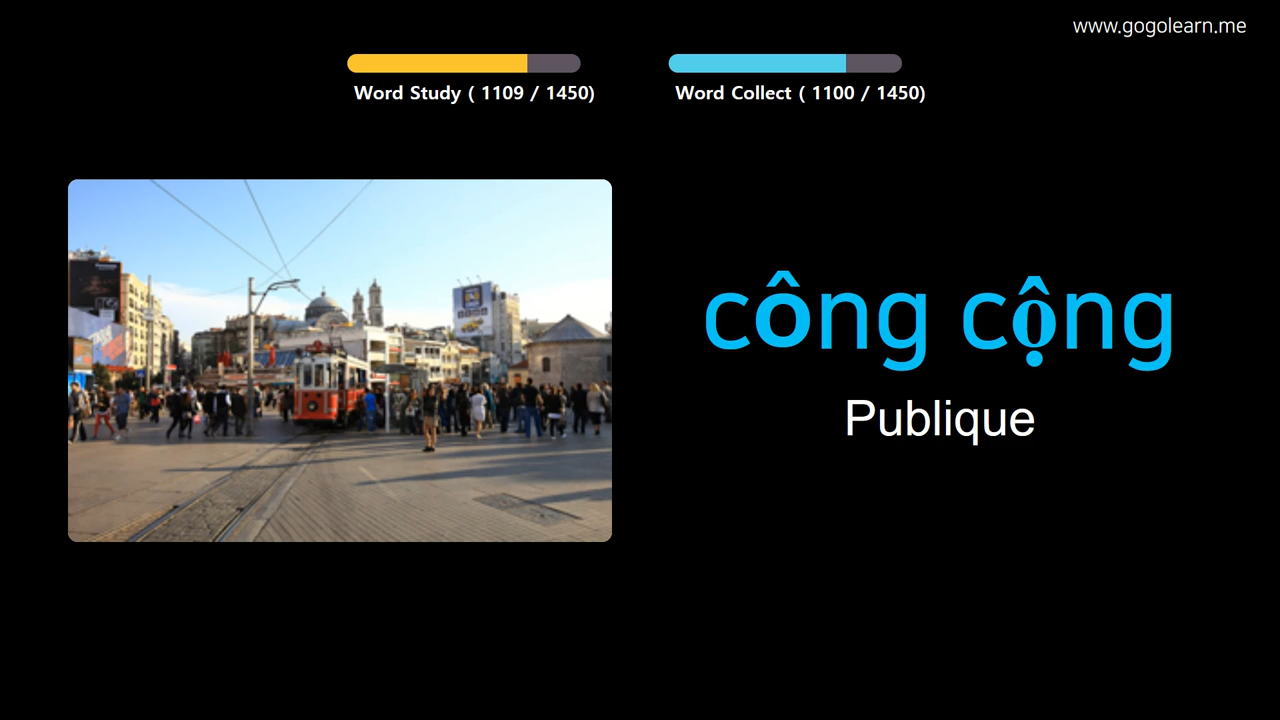 www.gogolearn.me
Word Study ( 1109 / 1450)
Word Collect ( 1100 / 1450)
công cộng
Publique